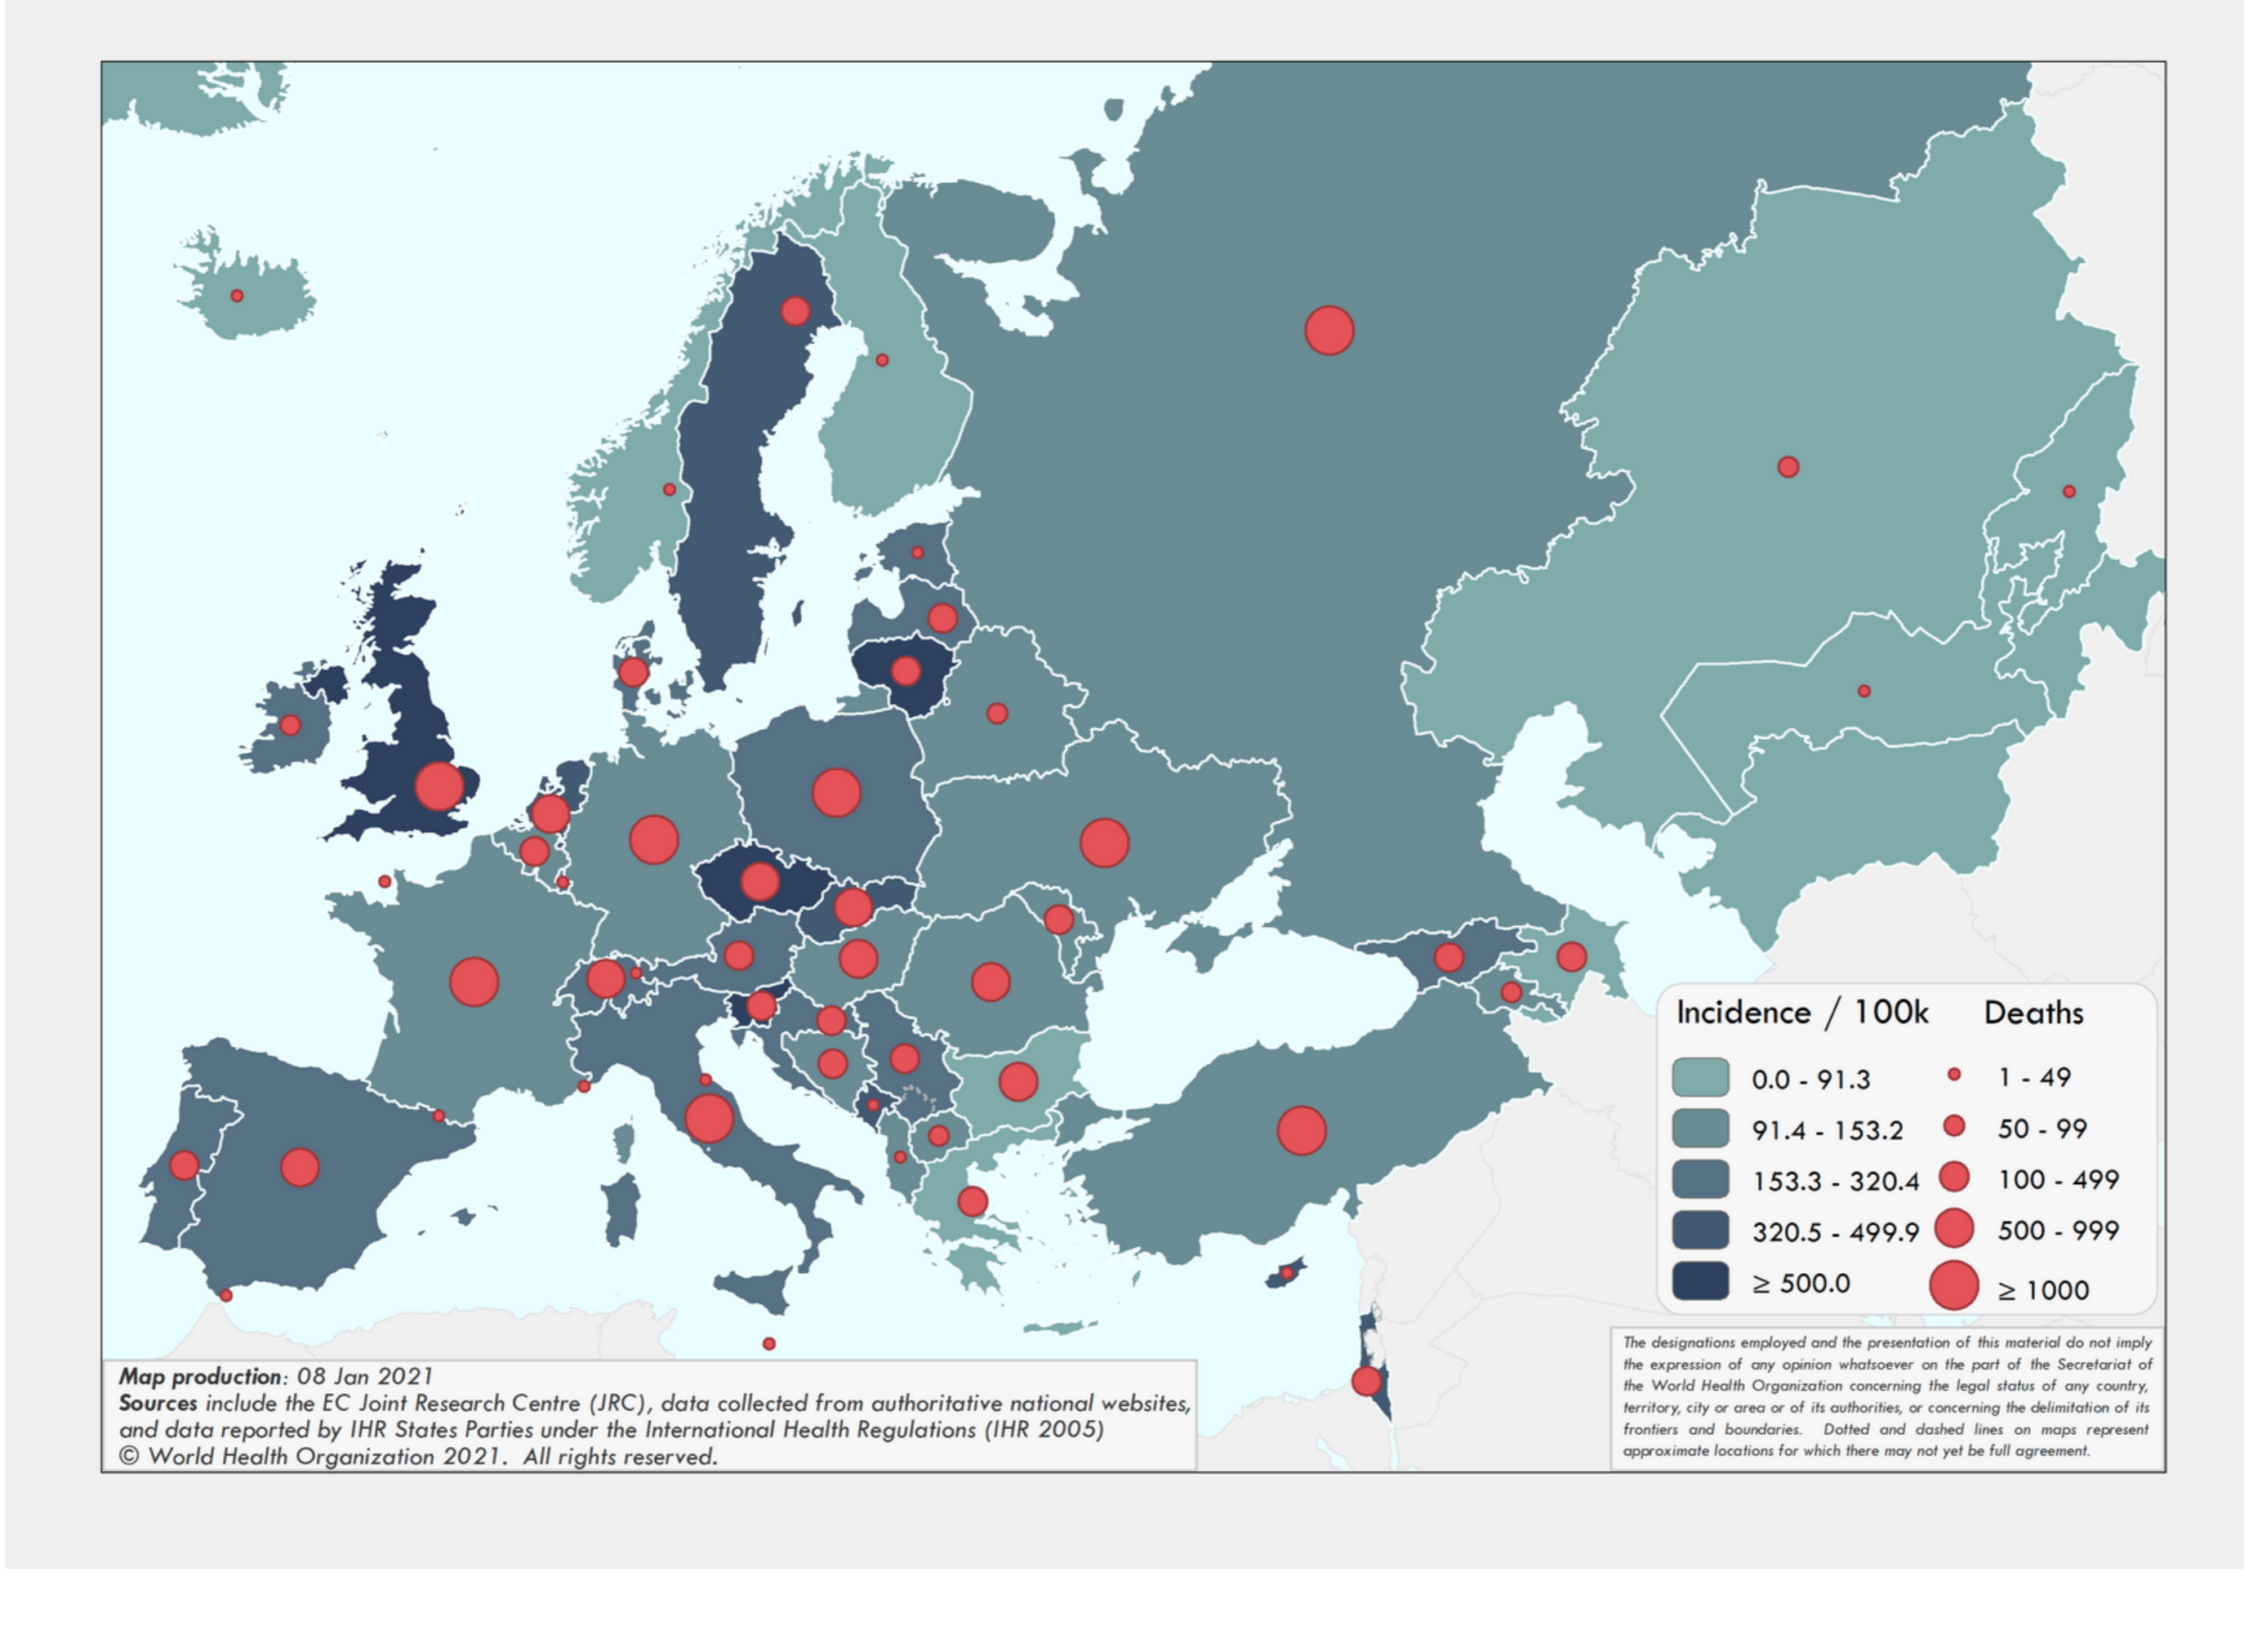 Incidence / 100k Deaths
0.0 - 91.3 1 - 49
91.4 - 153.2 50 - 99
153.3 - 320.4 100 - 499
320.5 - 499.9 500 - 999
≥ 500.0 ≥ 1000
The designations employed and the presentation of this material do not imply
the expression of any opinion whatsoever on the part of the Secretariat of
the World Health Organization concerning the legal status of any country,
territory, city or area or of its authorities, or concerning the delimitation of its
frontiers and boundaries. Dotted and dashed lines on maps represent
approximate locations for which there may not yet be full agreement.
Map production: 08 Jan 2021
Sources include the EC Joint Research Centre (JRC), data collected from authoritative national websites,
and data reported by IHR States Parties under the International Health Regulations (IHR 2005)
© World Health Organization 2021. All rights reserved.